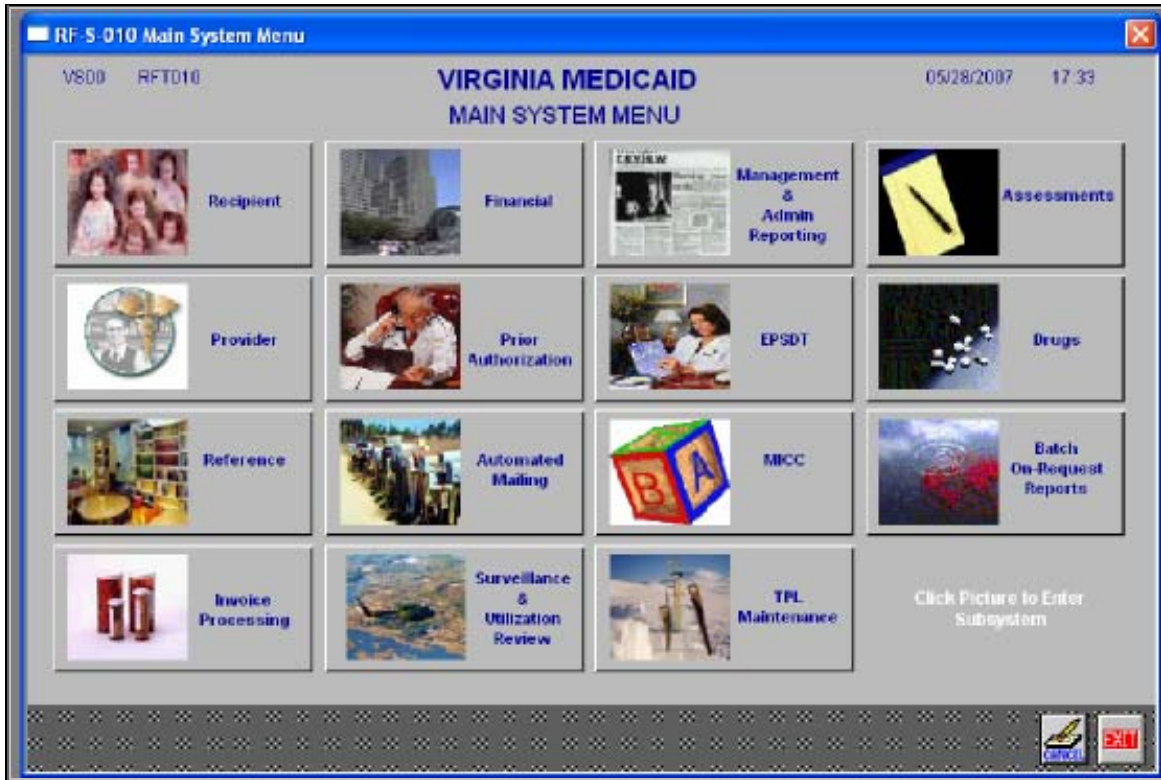 RF-S-010 Main System Menu
V800 RFT010 VIRGINIA MEDICAID 05/28/2007 17:33
MAIN SYSTEM MENU
Recipient
Financial
Management
&
Admin
Reporting
Assessments
Provider
Prior
Authorization
EPSDT
Drugs
Reference
Automated
Mailing
B A
MICC
Batch
On-Request
Reports
Invoice
Processing
Surveillance
&
Utilization
Review
TPL
Maintenance
Click Picture to Enter
Subsystem
CANCEL EXIT